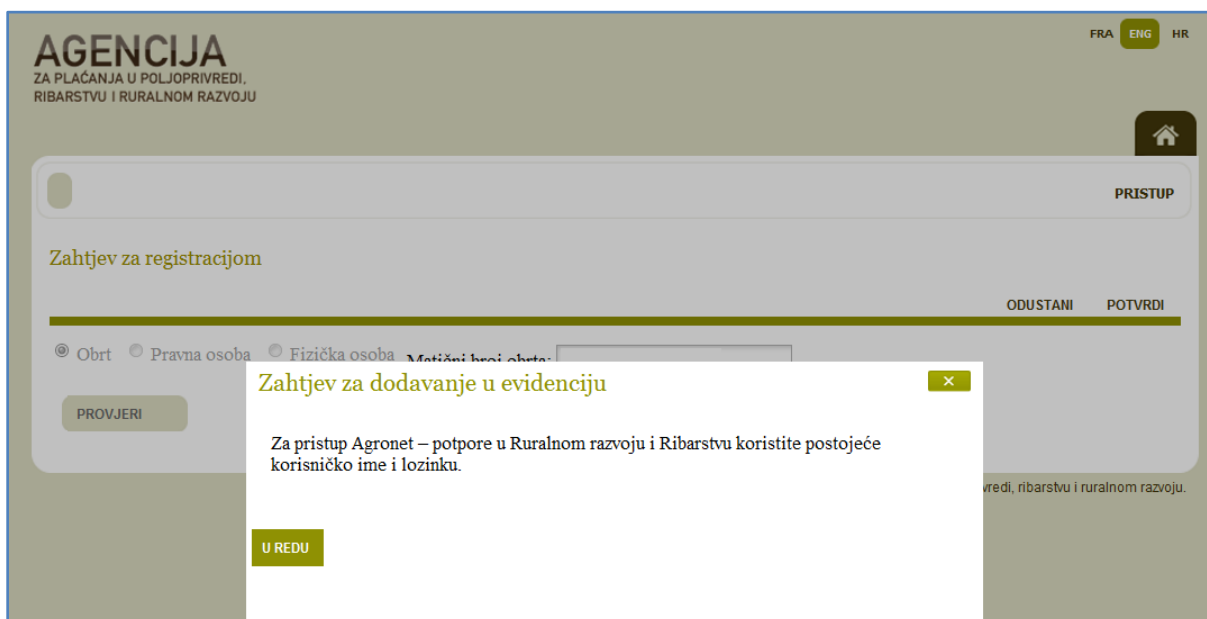 AGENCIJA
ZA PLAĆANJA U POLJOPRIVREDI,
RIBARSTVU I RURALNOM RAZVOJU
FRA ENG HR
PRISTUP
Zahtjev za registracijom
ODUSTANI POTVRDI
Obrt Pravna osoba Fizička osoba Matični broj obrta:
PROVJERI
Zahtjev za dodavanje u evidenciju
Za pristup Agronet – potpore u Ruralnom razvoju i Ribarstvu koristite postojeće
korisničko ime i lozinku.
U REDU
vredi, ribarstvu i ruralnom razvoju.